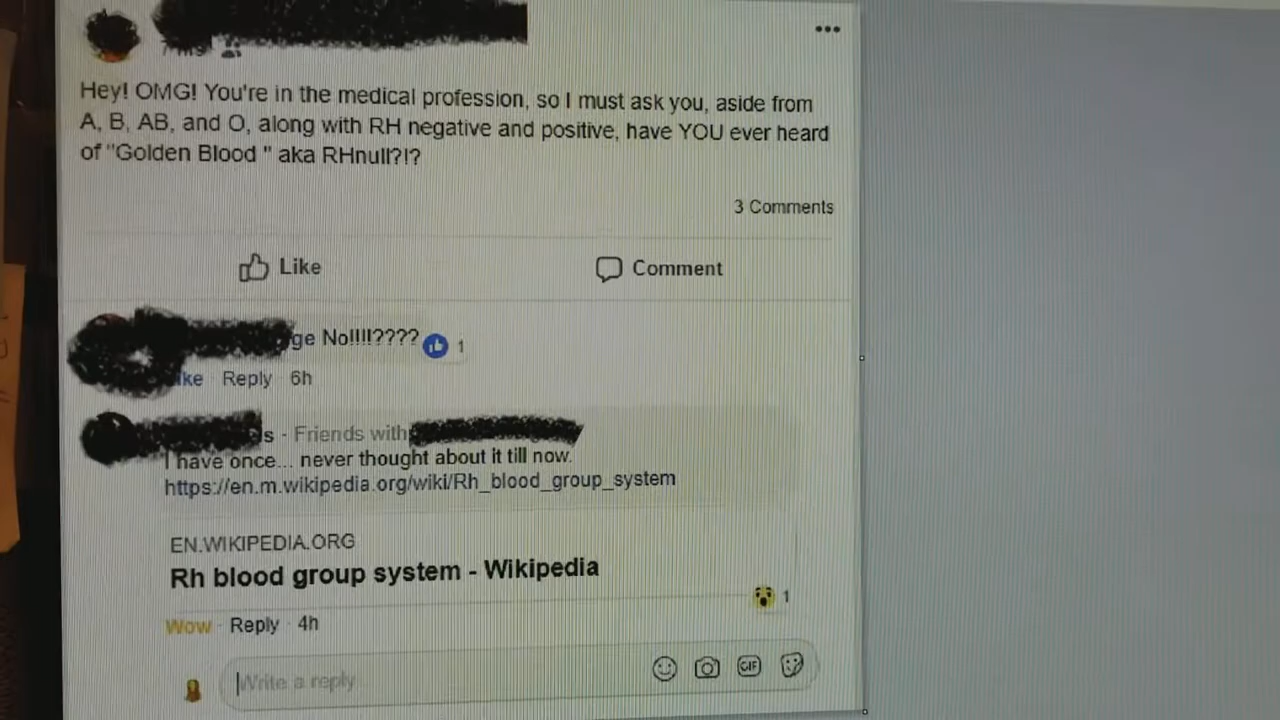 Hey! OMG! You're in the medical profession, so I must ask you, aside from
A, B, AB, and O, along with RH negative and positive, have YOU ever heard
of "Golden Blood " aka RHnull?!?
3 Comments
Like Comment
ge No!!!!???? 1
ike Reply 6h
s - Friends with
I have once... never thought about it till now.
https://en.m.wikipedia.org/wiki/Rh_blood_group_system
EN.WIKIPEDIA.ORG
Rh blood group system - Wikipedia
1
Wow · Reply · 4h
Write a reply
GIF